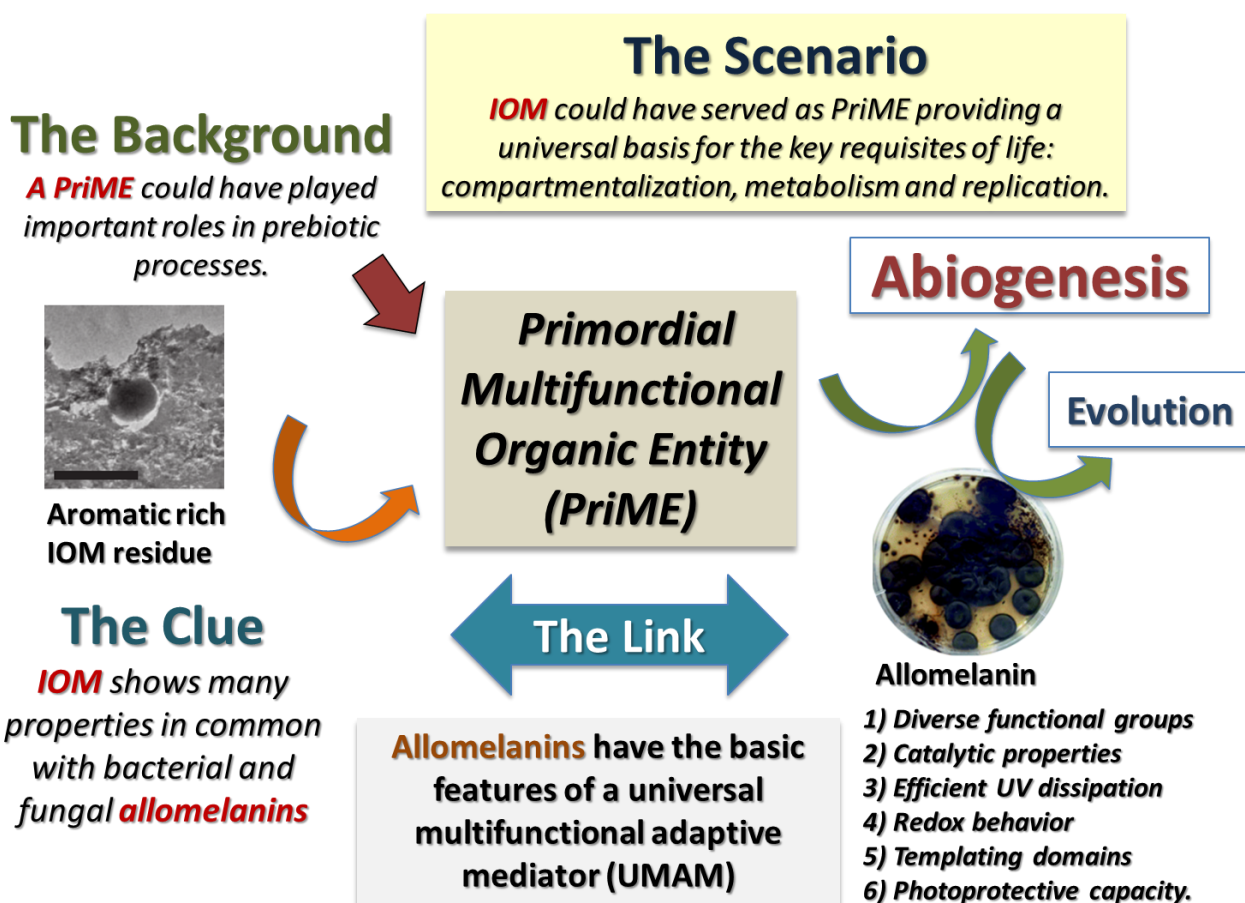 The Scenario
IOM could have served as PriME providing a
universal basis for the key requisites of life:
compartmentalization, metabolism and replication.
The Background
A PriME could have played
important roles in prebiotic
processes.
Abiogenesis
Primordial
Multifunctional
Organic Entity
(PriME)
Evolution
Aromatic rich
IOM residue
The Clue
IOM shows many
properties in common
with bacterial and
fungal allomelanins
The Link
Allomelanins have the basic
features of a universal
multifunctional adaptive
mediator (UMAM)
Allomelanin
1) Diverse functional groups
2) Catalytic properties
3) Efficient UV dissipation
4) Redox behavior
5) Templating domains
6) Photoprotective capacity.